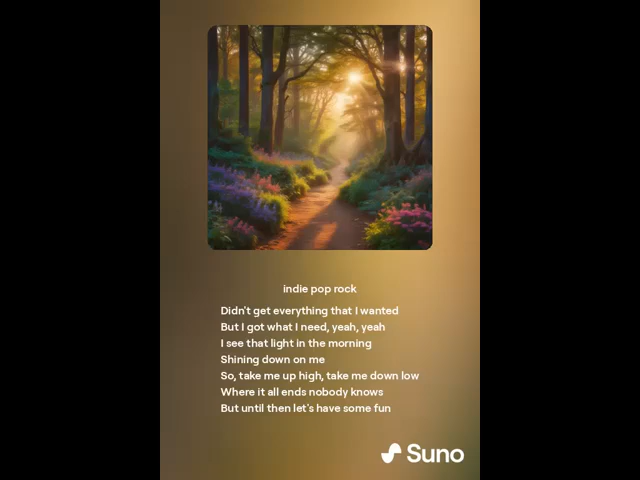 indie pop rock
Didn't get everything that I wanted
But I got what I need, yeah, yeah
I see that light in the morning
Shining down on me
So, take me up high, take me down low
Where it all ends nobody knows
But until then let's have some fun
Suno